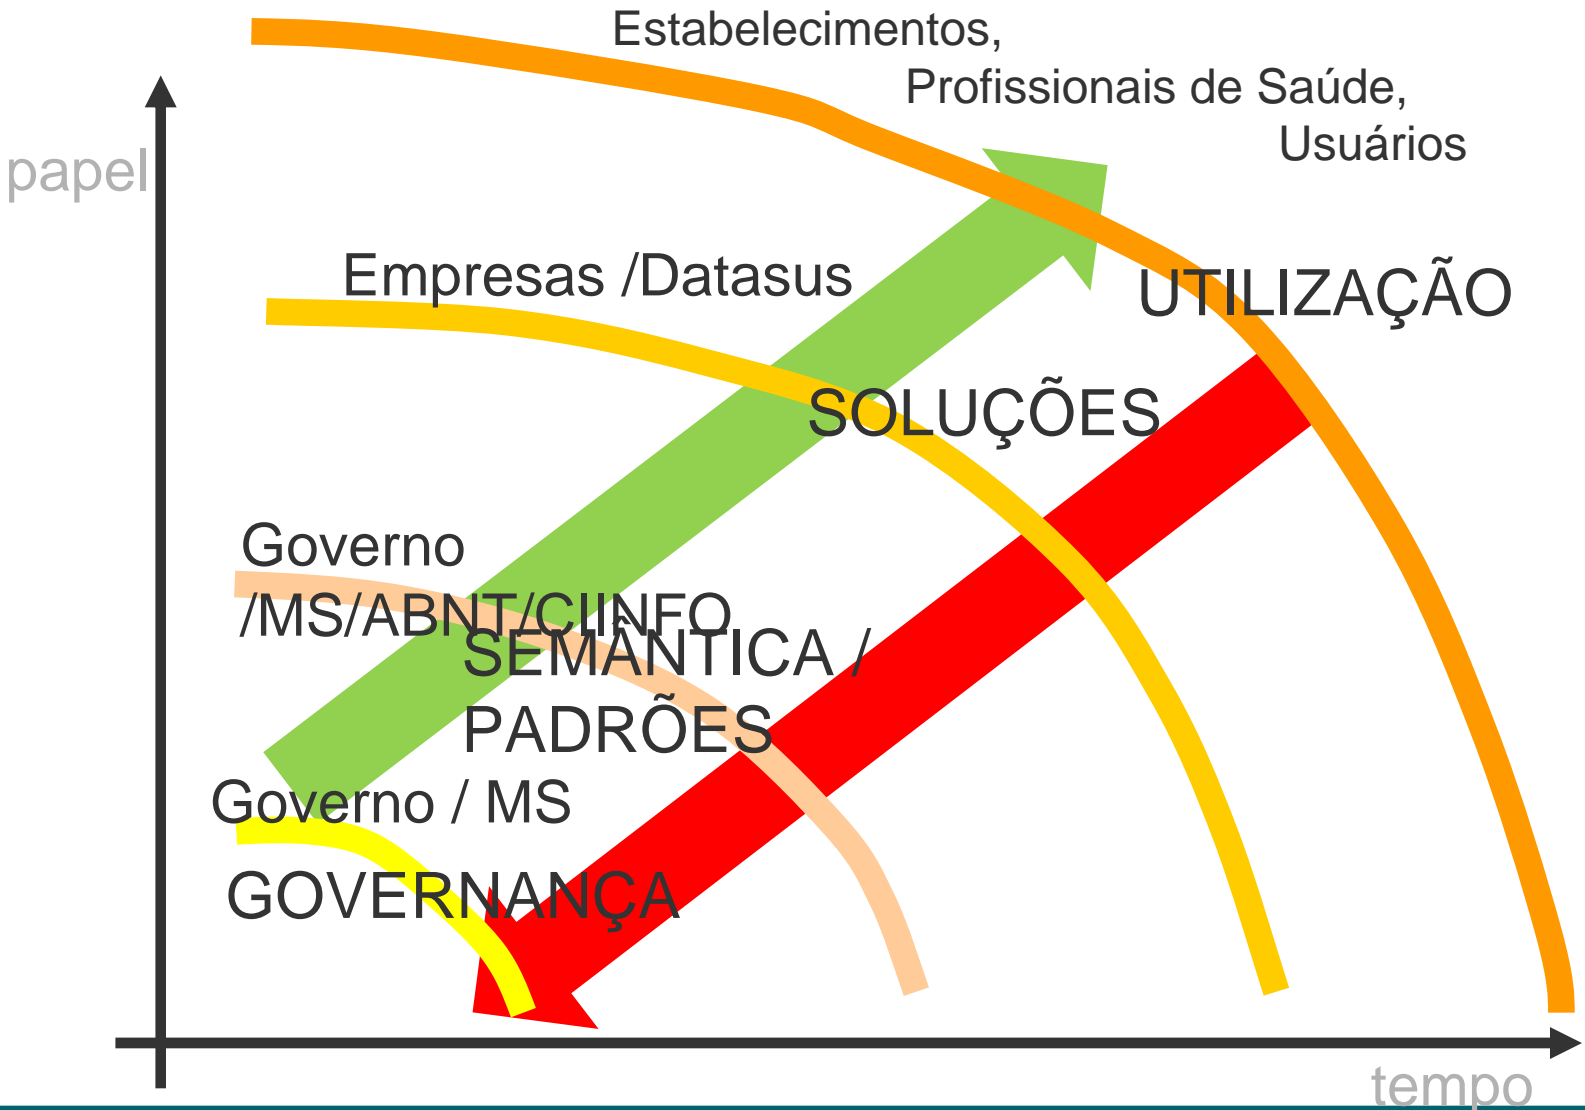 Estabelecimentos,
Profissionais de Saúde,
Usuários
papel
Empresas /Datasus
UTILIZAÇÃO
SOLUÇÕES
Governo
/MS/ABNT/CIINFO
SEMÂNTICA /
PADRÕES
Governo / MS
GOVERNANÇA
tempo